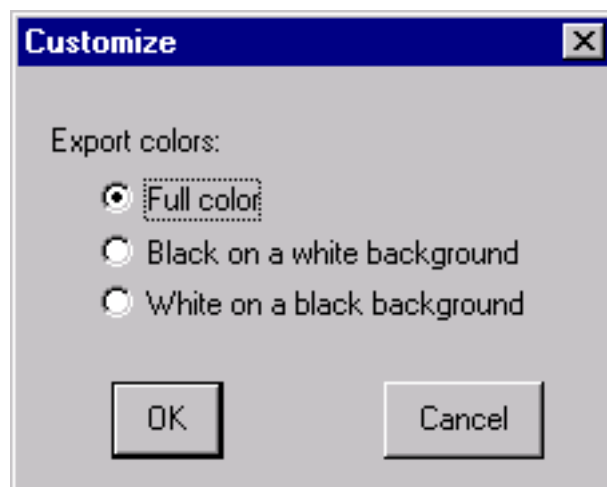 Customize
Export colors:
Full color
Black on a white background
White on a black background
OK
Cancel